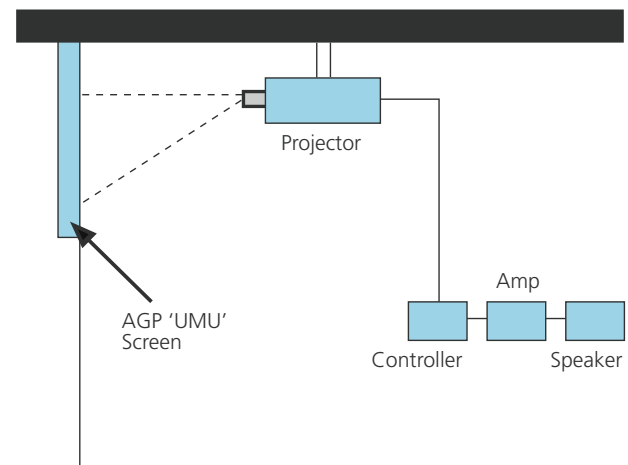 Projector
Amp
AGP ‘UMU’
Screen
Controller
Speaker